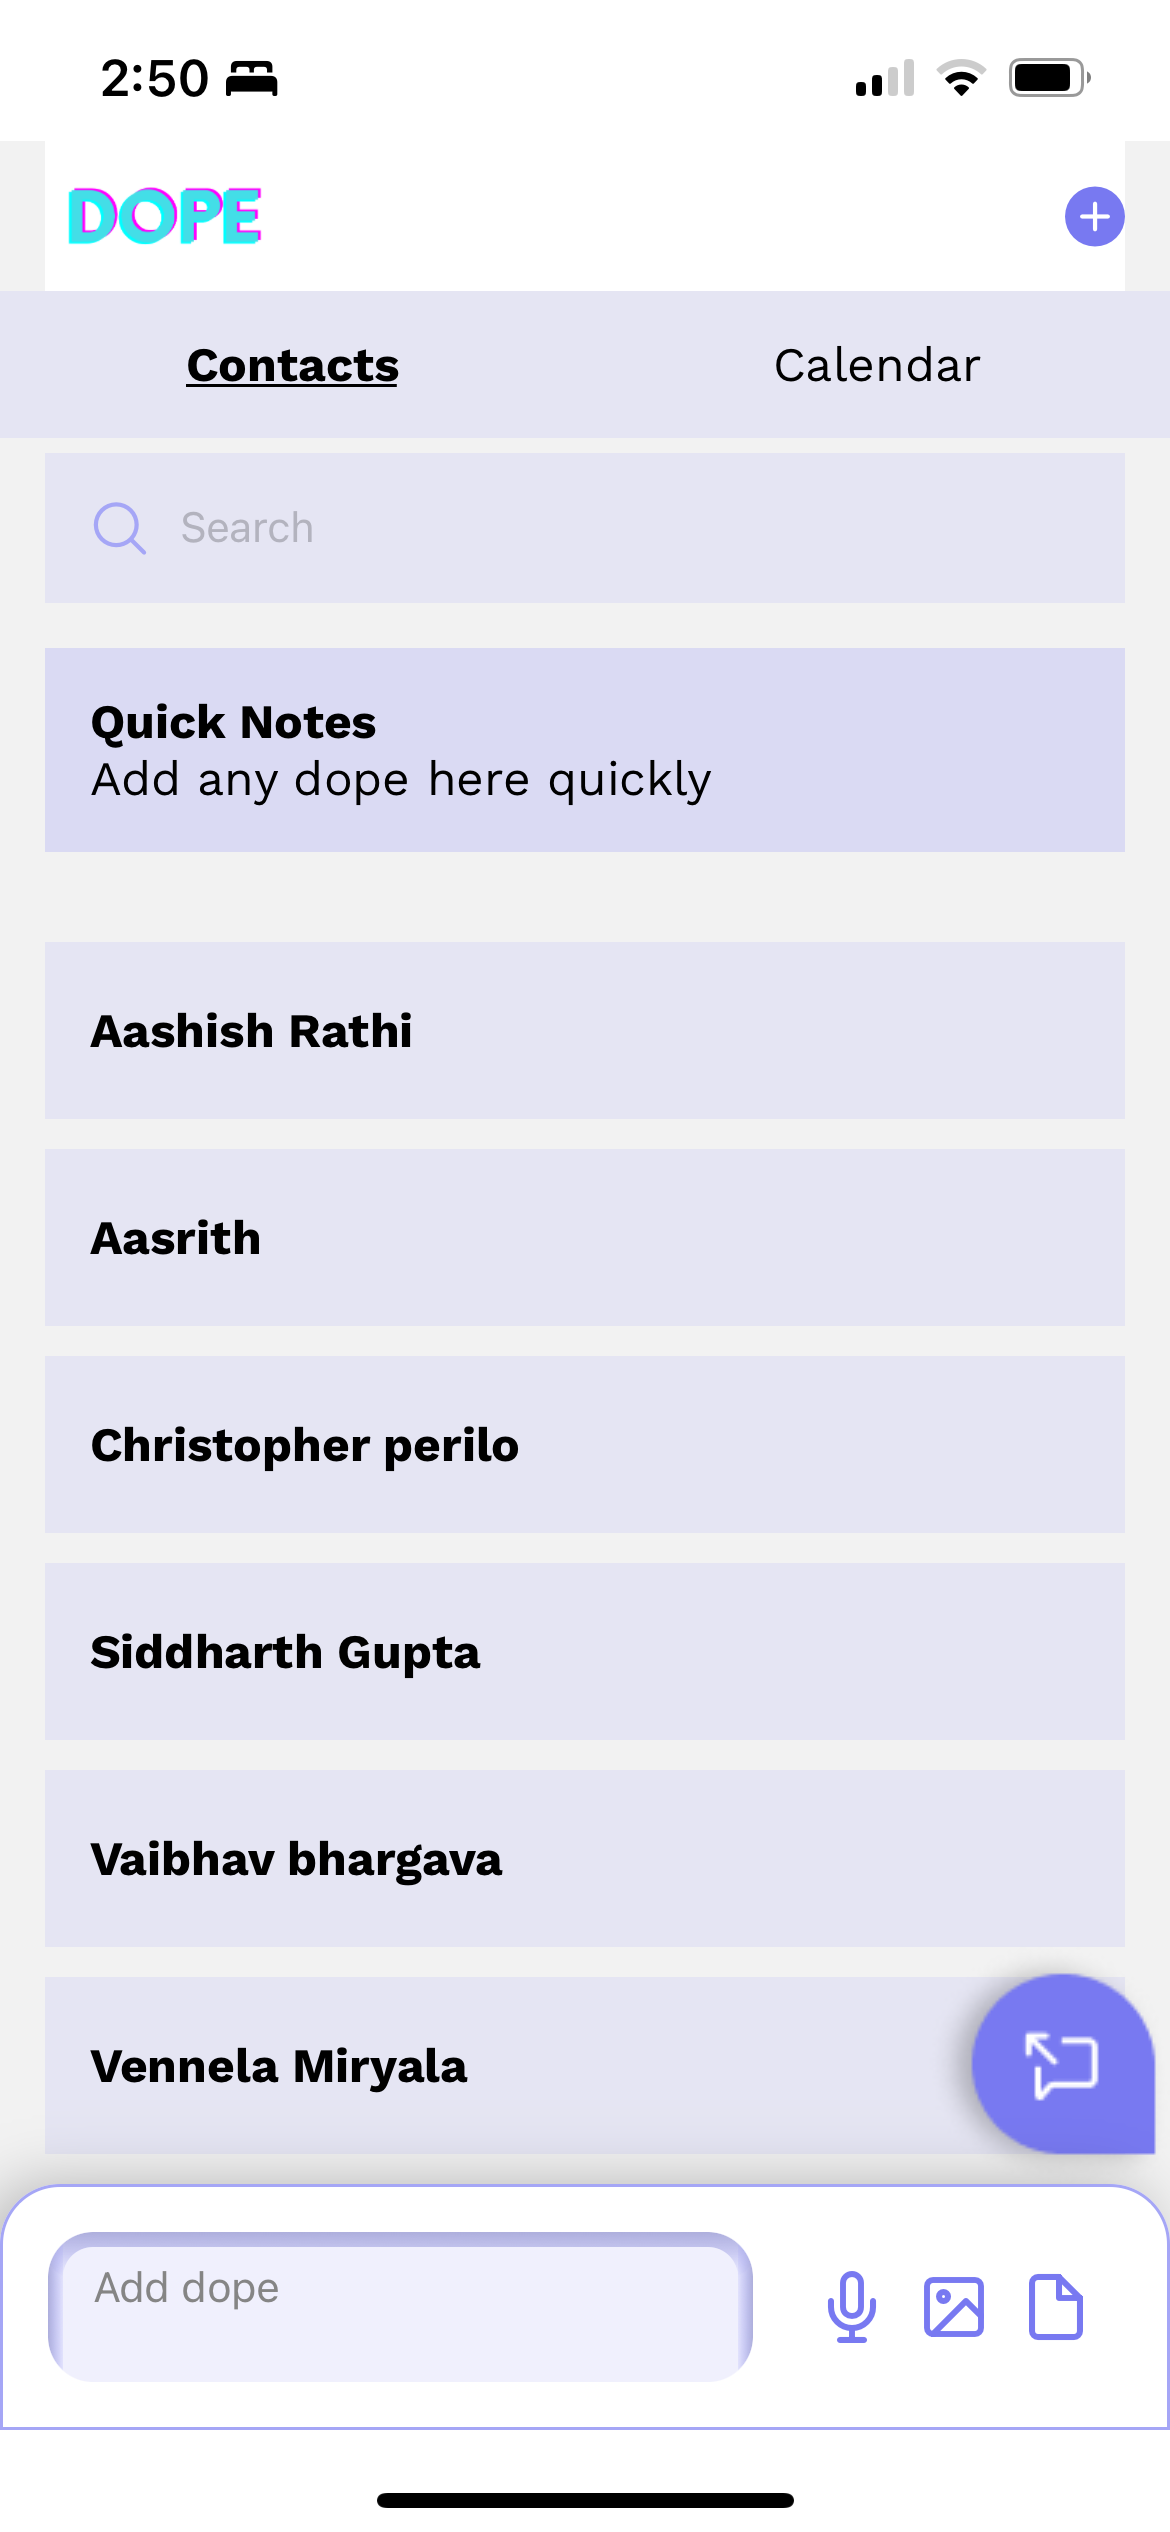 2:50
DOPE
Contacts
Calendar
Search
Quick Notes
Add any dope here quickly
Aashish Rathi
Aasrith
Christopher perilo
Siddharth Gupta
Vaibhav bhargava
Vennela Miryala
Add dope